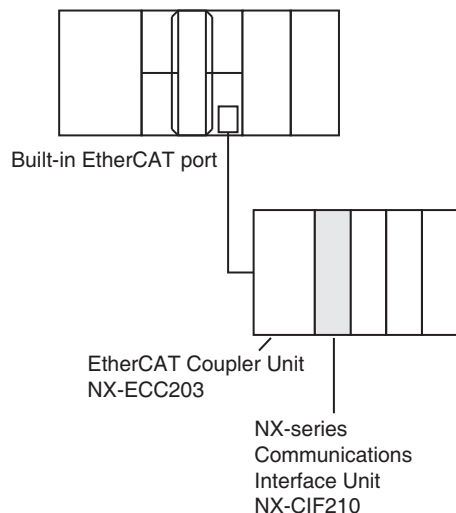 Built-in EtherCAT port
EtherCAT Coupler Unit
NX-ECC203
NX-series
Communications
Interface Unit
NX-CIF210